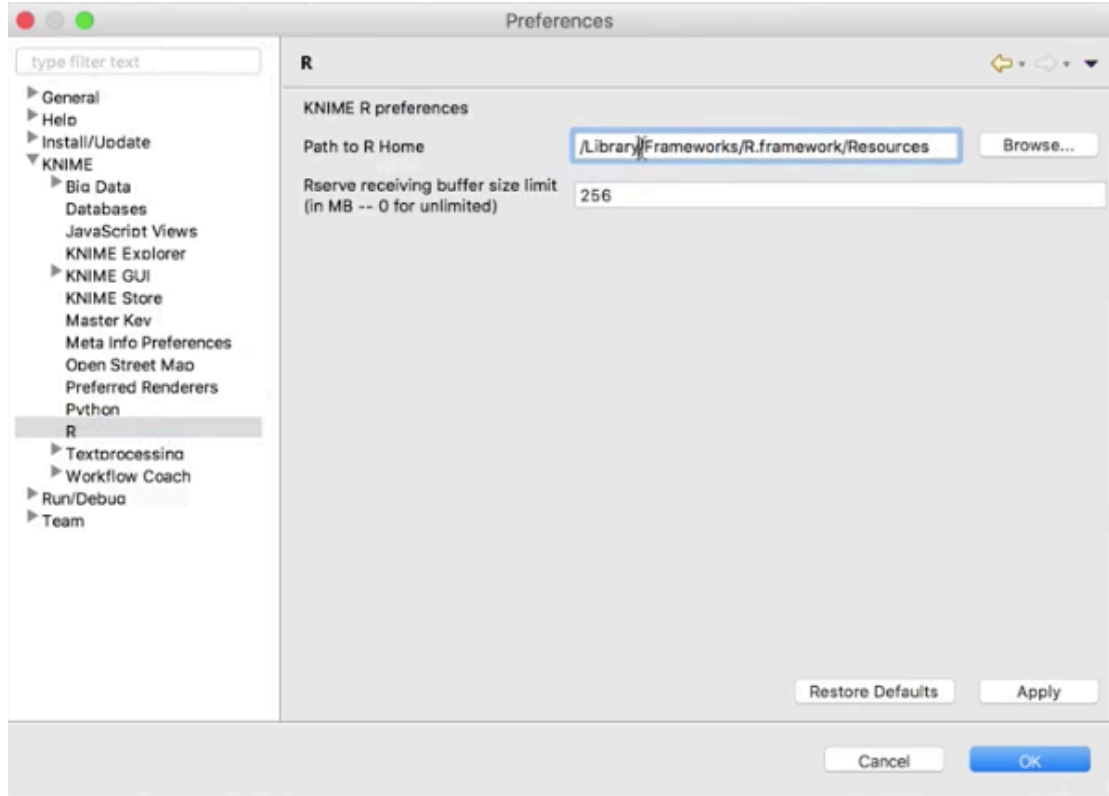 Preferences
type filter text
General
Help
Install/Update
KNIME
Big Data
Databases
JavaScript Views
KNIME Explorer
KNIME GUI
KNIME Store
Master Key
Meta Info Preferences
Open Street Map
Preferred Renderers
Python
R
Textprocessing
Workflow Coach
Run/Debug
Team
R
KNIME R preferences
Path to R Home
/Library/Frameworks/R.framework/Resources
Browse...
Rserve receiving buffer size limit
(in MB -- 0 for unlimited)
256
Restore Defaults
Apply
Cancel
OK